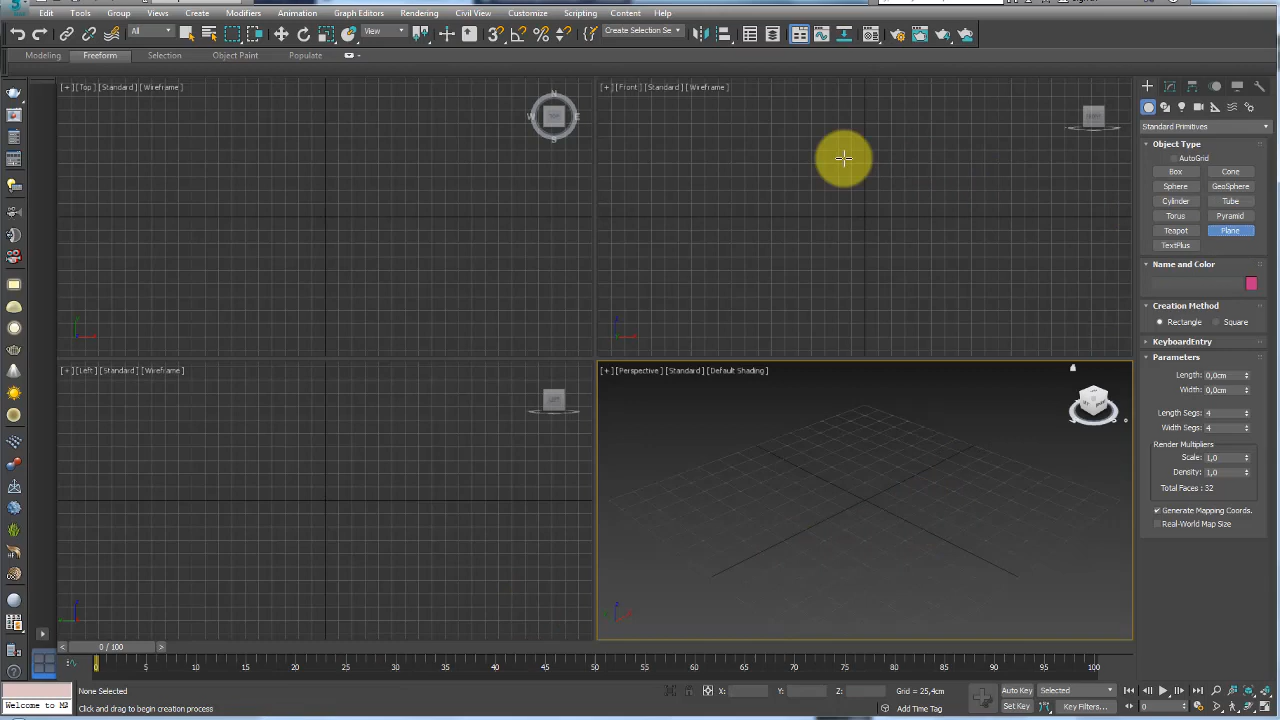 Edit Tools Group Views Create Modifiers Animation Graph Editors Rendering Civil View Customize Scripting Content Help
All View Create Selection Se
Modeling Freeform Selection Object Paint Populate
[+] [Top] [Standard] [Wireframe]
[+] [Front] [Standard] [Wireframe]
N
W E
S
Standard Primitives
Object Type
AutoGrid
Box Cone
Sphere GeoSphere
Cylinder Tube
Torus Pyramid
Teapot Plane
TextPlus
Name and Color
Creation Method
Rectangle Square
KeyboardEntry
Parameters
Length: 0,0cm
Width: 0,0cm
Length Segs: 4
Width Segs: 4
Render Multipliers
Scale: 1,0
Density: 1,0
Total Faces: 32
Generate Mapping Coords.
Real-World Map Size
[+] [Left] [Standard] [Wireframe]
[+] [Perspective] [Standard] [Default Shading]
0 / 100
0 5 10 15 20 25 30 35 40 45 50 55 60 65 70 75 80 85 90 95 100
None Selected
X: Y: Z: Grid = 25,4cm
Auto Key Selected
Welcome to MX
Click and drag to begin creation process
Add Time Tag
Set Key Key Filters...
0